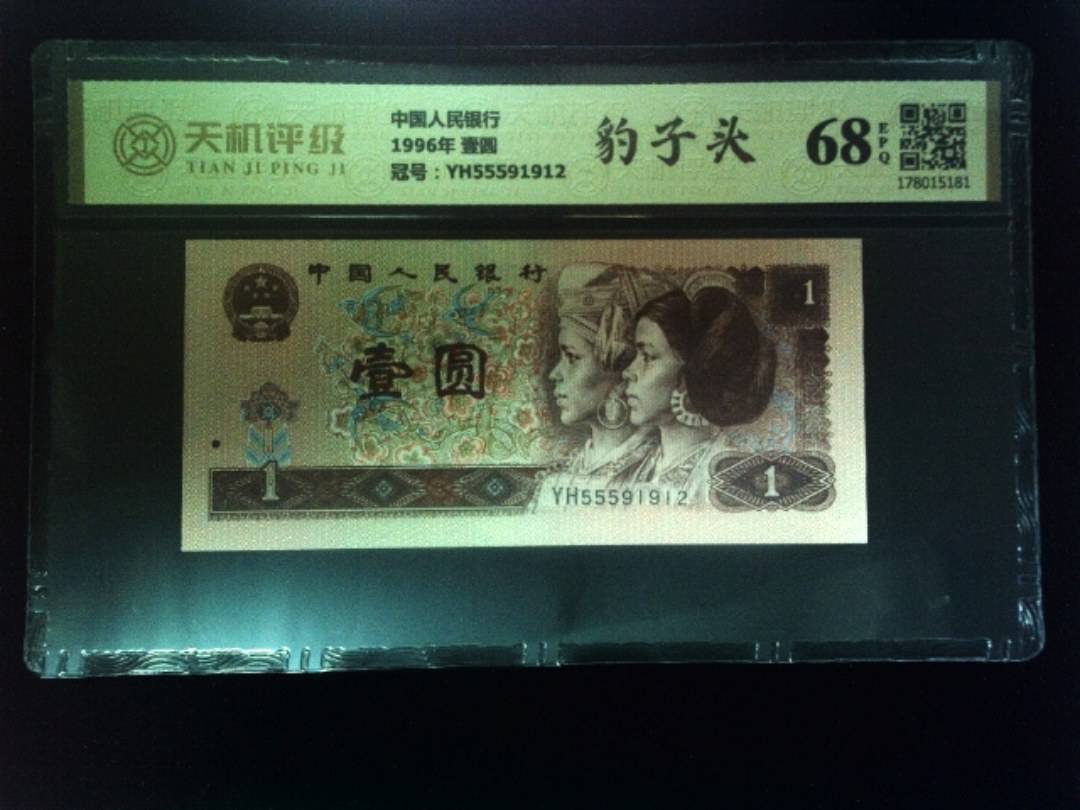 天机评级
TIAN JI PING JI
中国人民银行
1996年 壹圆
冠号：YH55591912
豹子头
68 EPQ
178015181
中国人民银行
1
壹圆
1
YH55591912
1